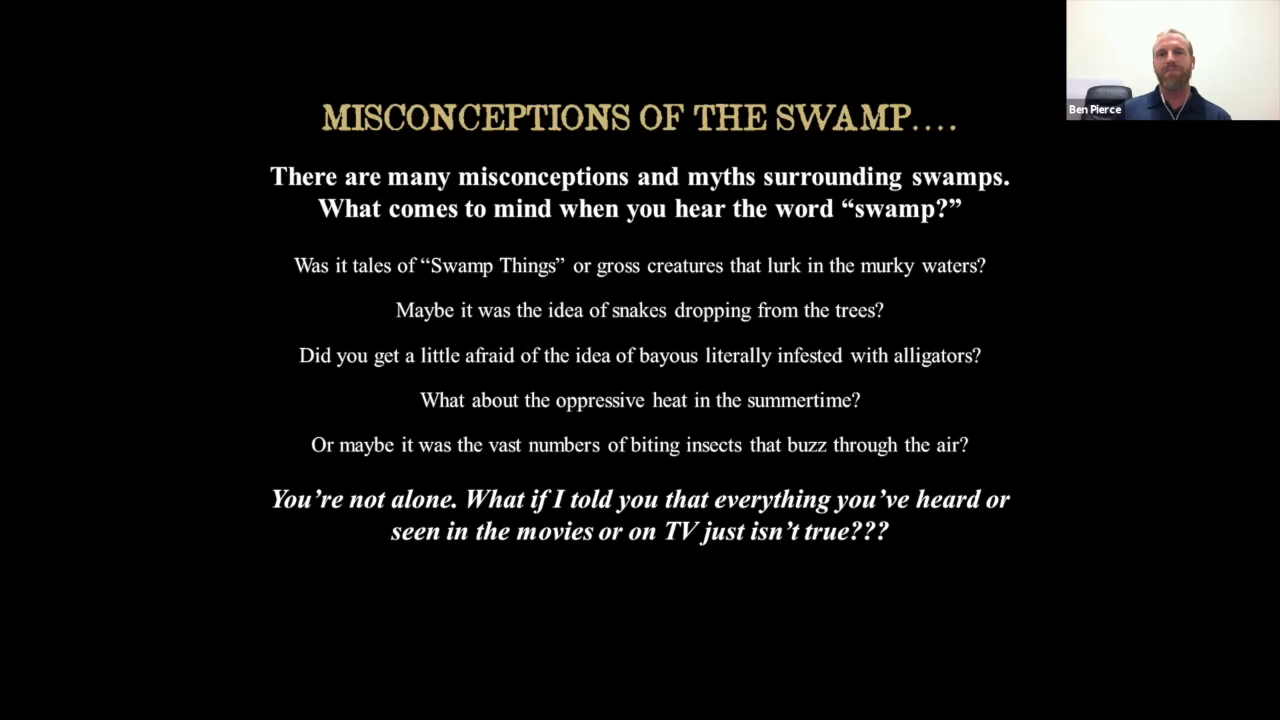 MISCONCEPTIONS OF THE SWAMP....
There are many misconceptions and myths surrounding swamps.
What comes to mind when you hear the word “swamp?”
Was it tales of “Swamp Things” or gross creatures that lurk in the murky waters?
Maybe it was the idea of snakes dropping from the trees?
Did you get a little afraid of the idea of bayous literally infested with alligators?
What about the oppressive heat in the summertime?
Or maybe it was the vast numbers of biting insects that buzz through the air?
You’re not alone. What if I told you that everything you’ve heard or
seen in the movies or on TV just isn’t true???
Ben Pierce